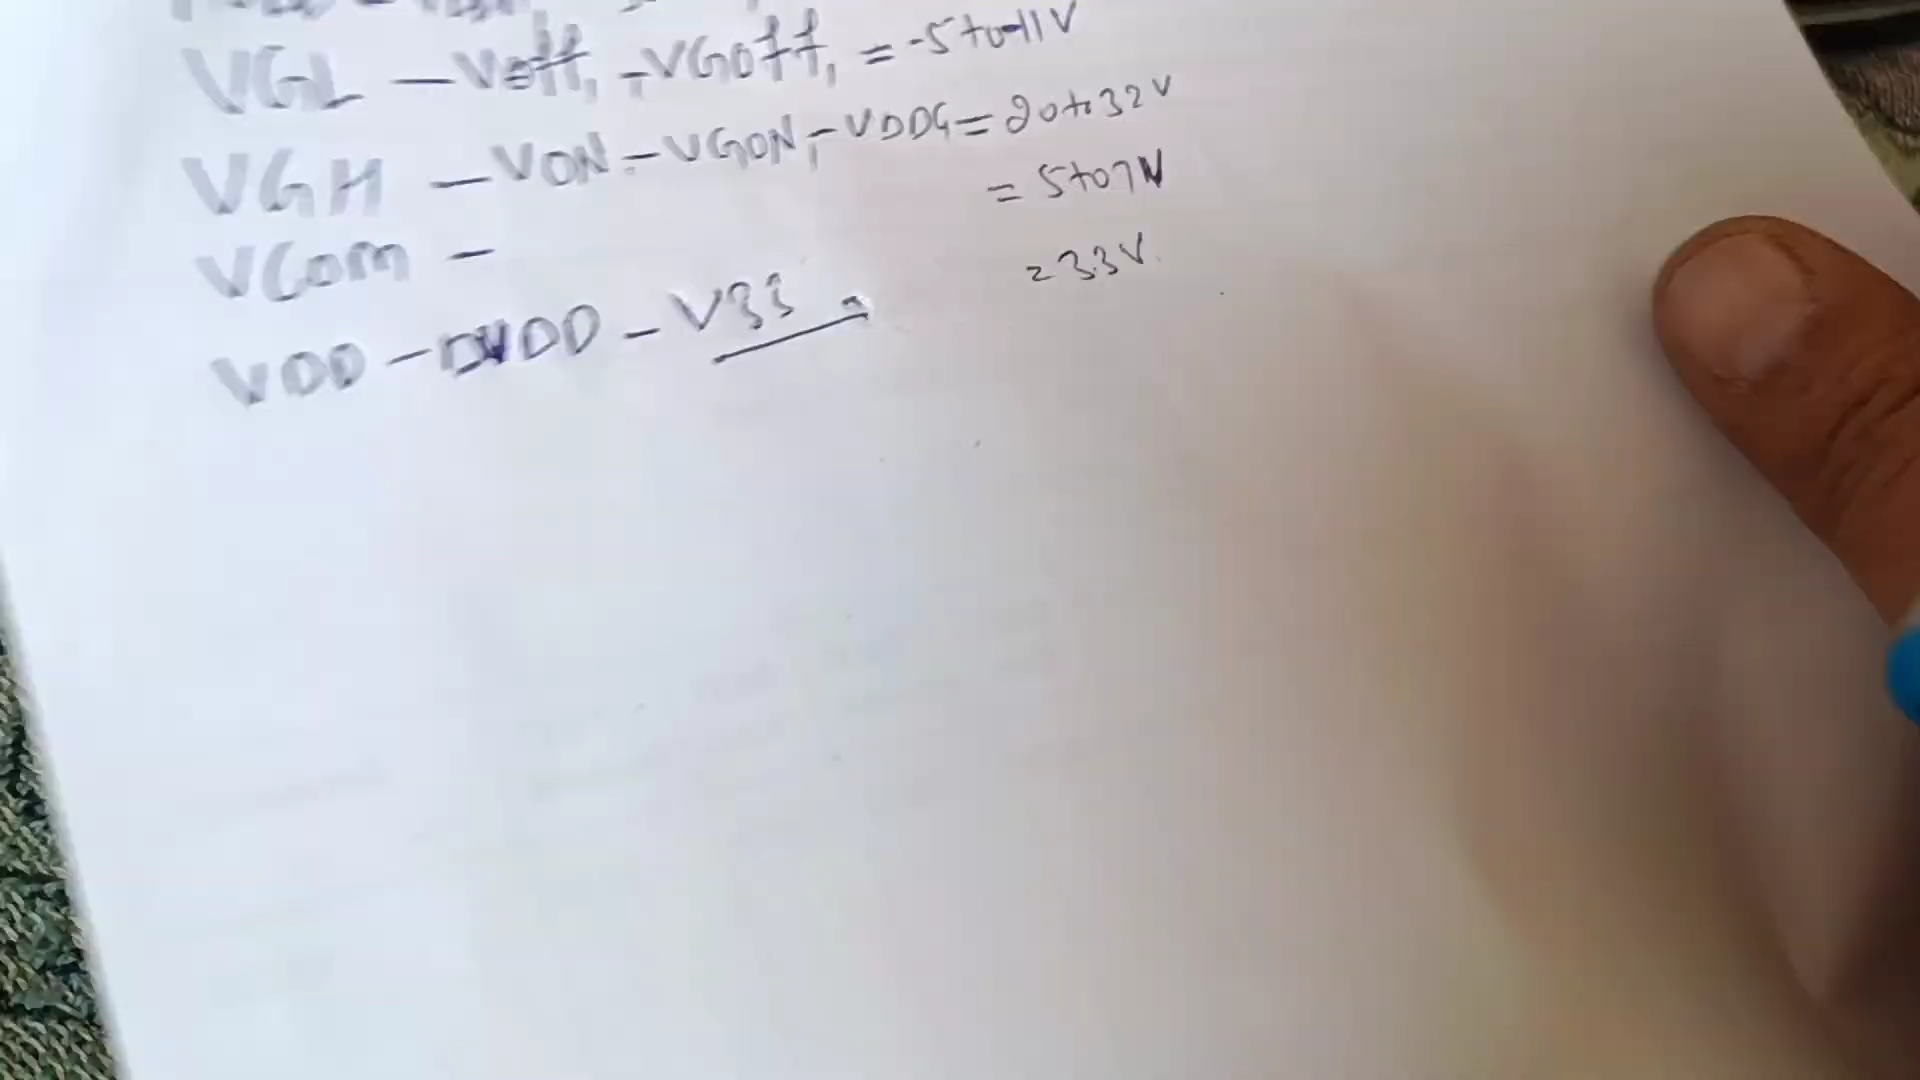 VGL - Voff, - VGOff, = -5 to -11V
VGH - VON - VGON, - VDDG = 20 to 32V
VCOM - = 5 to 7V
VDD - DVDD - V33 = 3.3V